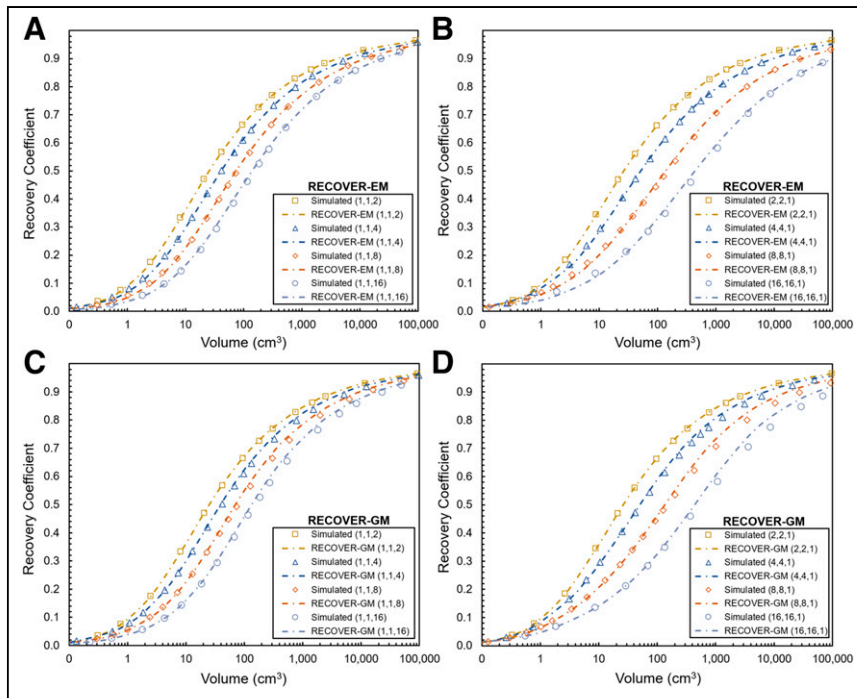 A
Recovery Coefficient
0.9
0.8
0.7
0.6
0.5
0.4
0.3
0.2
0.1
0.0
RECOVER-EM
Simulated (1,1,2)
RECOVER-EM (1,1,2)
Simulated (1,1,4)
RECOVER-EM (1,1,4)
Simulated (1,1,8)
RECOVER-EM (1,1,8)
Simulated (1,1,16)
RECOVER-EM (1,1,16)
0 1 10 100 1,000 10,000 100,000
Volume (cm³)
B
Recovery Coefficient
0.9
0.8
0.7
0.6
0.5
0.4
0.3
0.2
0.1
0.0
RECOVER-EM
Simulated (2,2,1)
RECOVER-EM (2,2,1)
Simulated (4,4,1)
RECOVER-EM (4,4,1)
Simulated (8,8,1)
RECOVER-EM (8,8,1)
Simulated (16,16,1)
RECOVER-EM (16,16,1)
0 1 10 100 1,000 10,000 100,000
Volume (cm³)
C
Recovery Coefficient
0.9
0.8
0.7
0.6
0.5
0.4
0.3
0.2
0.1
0.0
RECOVER-GM
Simulated (1,1,2)
RECOVER-GM (1,1,2)
Simulated (1,1,4)
RECOVER-GM (1,1,4)
Simulated (1,1,8)
RECOVER-GM (1,1,8)
Simulated (1,1,16)
RECOVER-GM (1,1,16)
0 1 10 100 1,000 10,000 100,000
Volume (cm³)
D
Recovery Coefficient
0.9
0.8
0.7
0.6
0.5
0.4
0.3
0.2
0.1
0.0
RECOVER-GM
Simulated (2,2,1)
RECOVER-GM (2,2,1)
Simulated (4,4,1)
RECOVER-GM (4,4,1)
Simulated (8,8,1)
RECOVER-GM (8,8,1)
Simulated (16,16,1)
RECOVER-GM (16,16,1)
0 1 10 100 1,000 10,000 100,000
Volume (cm³)